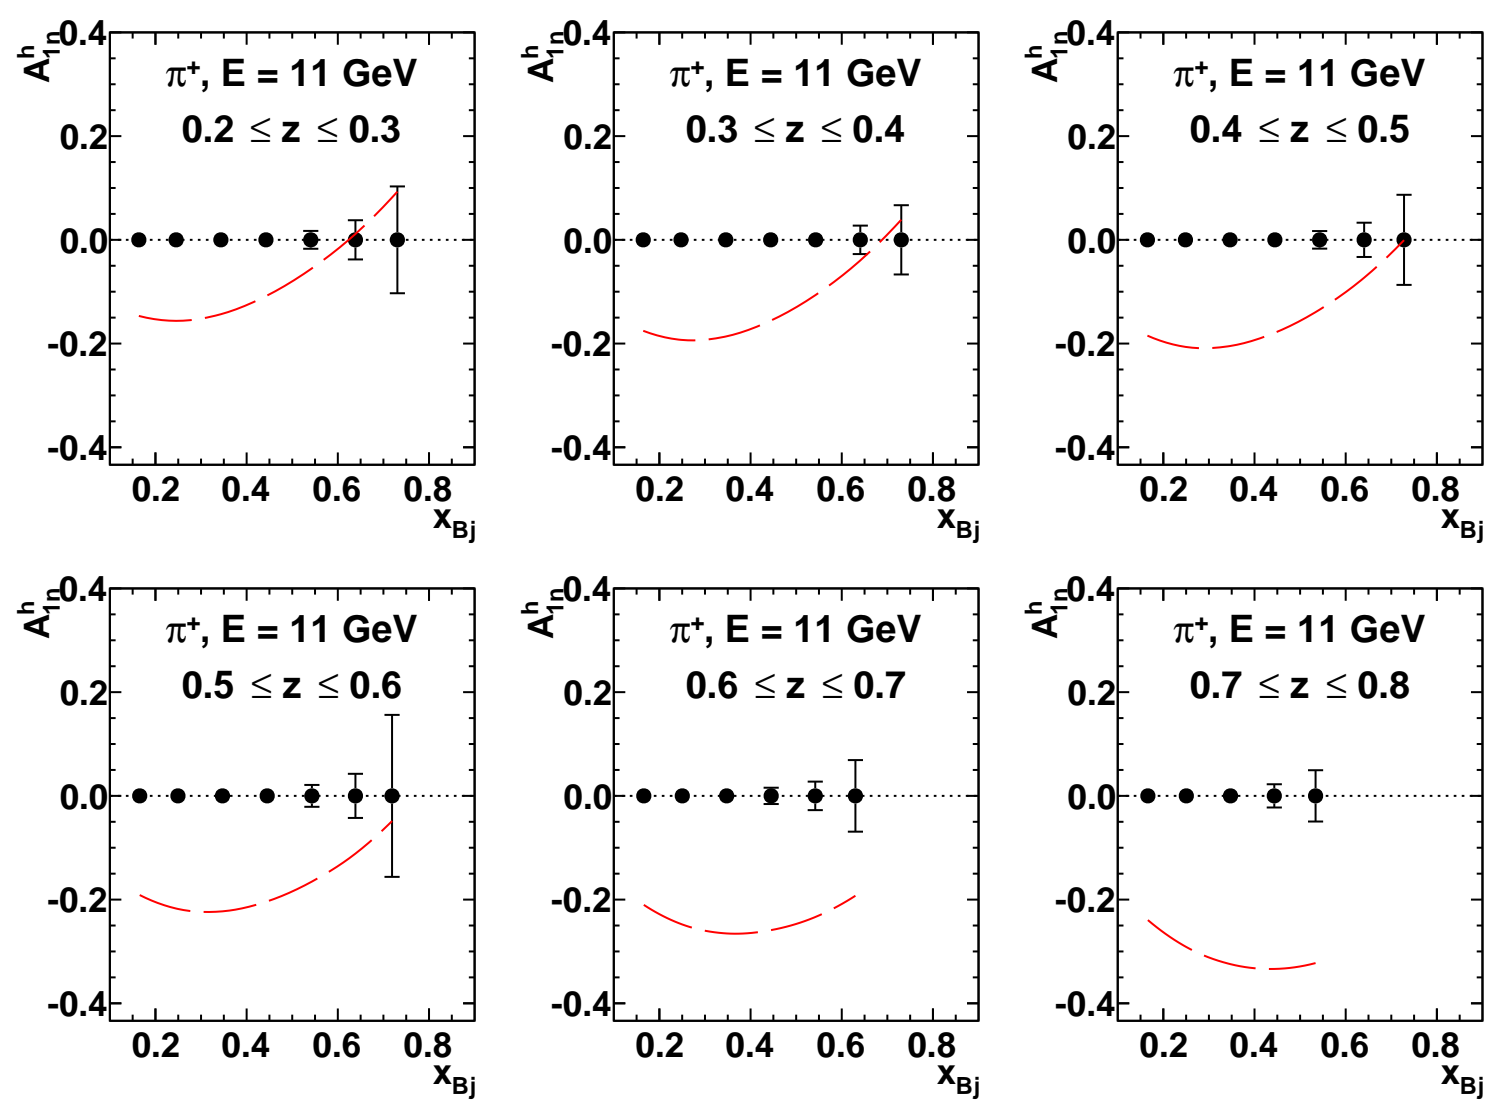 A₁ₙʰ
0.4
π⁺, E = 11 GeV
0.2 ≤ z ≤ 0.3
0.2
0.0
-0.2
-0.4
0.2 0.4 0.6 0.8
x_Bj
A₁ₙʰ
0.4
π⁺, E = 11 GeV
0.3 ≤ z ≤ 0.4
0.2
0.0
-0.2
-0.4
0.2 0.4 0.6 0.8
x_Bj
A₁ₙʰ
0.4
π⁺, E = 11 GeV
0.4 ≤ z ≤ 0.5
0.2
0.0
-0.2
-0.4
0.2 0.4 0.6 0.8
x_Bj
A₁ₙʰ
0.4
π⁺, E = 11 GeV
0.5 ≤ z ≤ 0.6
0.2
0.0
-0.2
-0.4
0.2 0.4 0.6 0.8
x_Bj
A₁ₙʰ
0.4
π⁺, E = 11 GeV
0.6 ≤ z ≤ 0.7
0.2
0.0
-0.2
-0.4
0.2 0.4 0.6 0.8
x_Bj
A₁ₙʰ
0.4
π⁺, E = 11 GeV
0.7 ≤ z ≤ 0.8
0.2
0.0
-0.2
-0.4
0.2 0.4 0.6 0.8
x_Bj